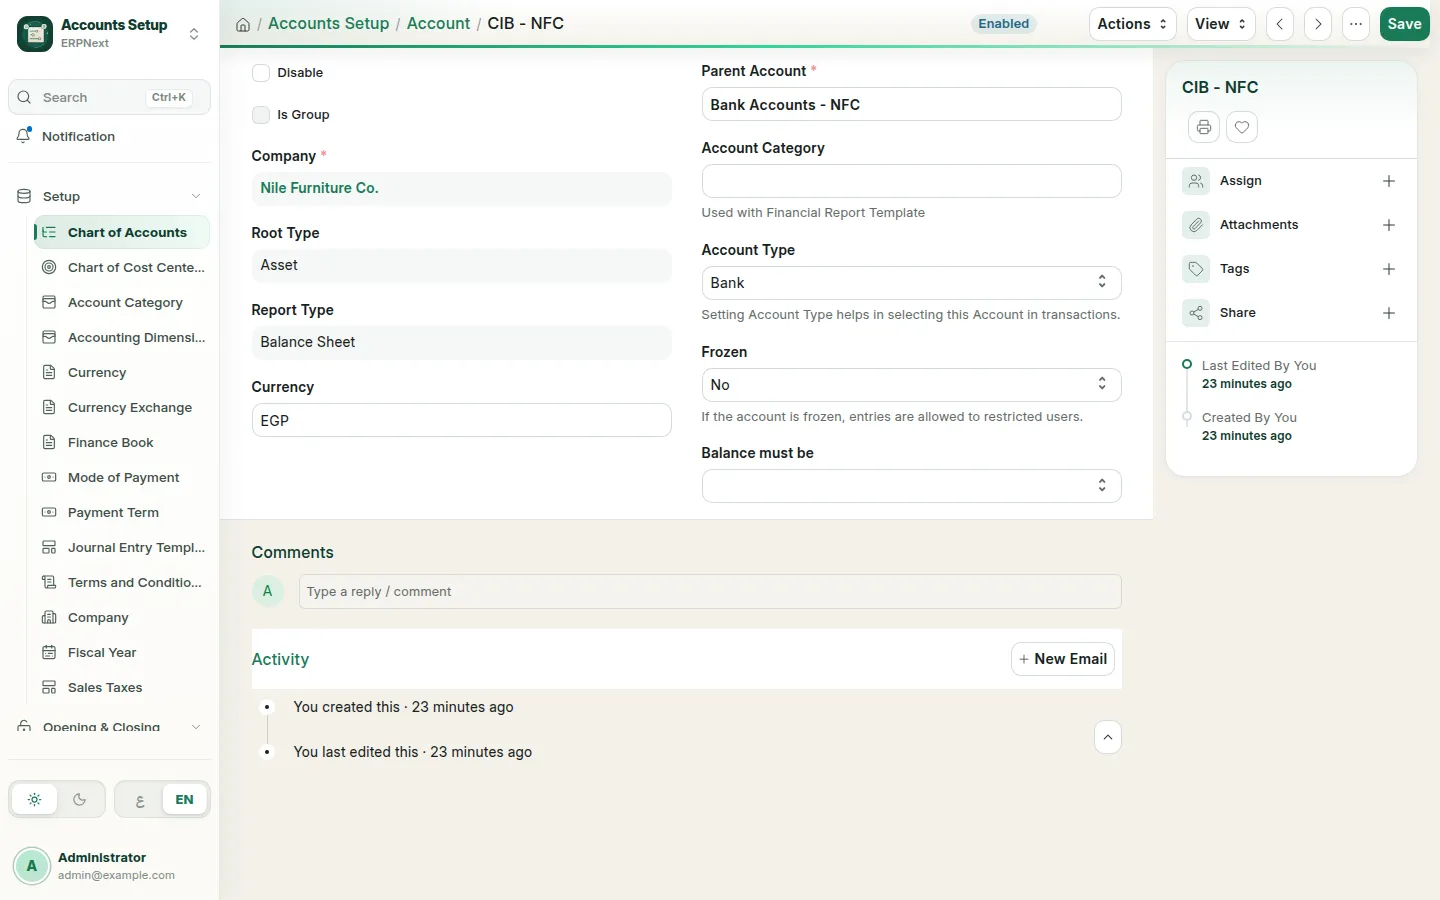 Accounts Setup
ERPNext
Search
Ctrl+K
Notification
Setup
Chart of Accounts
Chart of Cost Cente...
Account Category
Accounting Dimensi...
Currency
Currency Exchange
Finance Book
Mode of Payment
Payment Term
Journal Entry Templ...
Terms and Conditio...
Company
Fiscal Year
Sales Taxes
Opening & Closing
ع
EN
A
Administrator
admin@example.com
/ Accounts Setup / Account / CIB - NFC
Enabled
Actions
View
Save
Disable
Is Group
Company *
Nile Furniture Co.
Root Type
Asset
Report Type
Balance Sheet
Currency
EGP
Parent Account *
Bank Accounts - NFC
Account Category
Used with Financial Report Template
Account Type
Bank
Setting Account Type helps in selecting this Account in transactions.
Frozen
No
If the account is frozen, entries are allowed to restricted users.
Balance must be
Comments
A
Type a reply / comment
Activity
New Email
You created this · 23 minutes ago
You last edited this · 23 minutes ago
CIB - NFC
Assign
Attachments
Tags
Share
Last Edited By You
23 minutes ago
Created By You
23 minutes ago